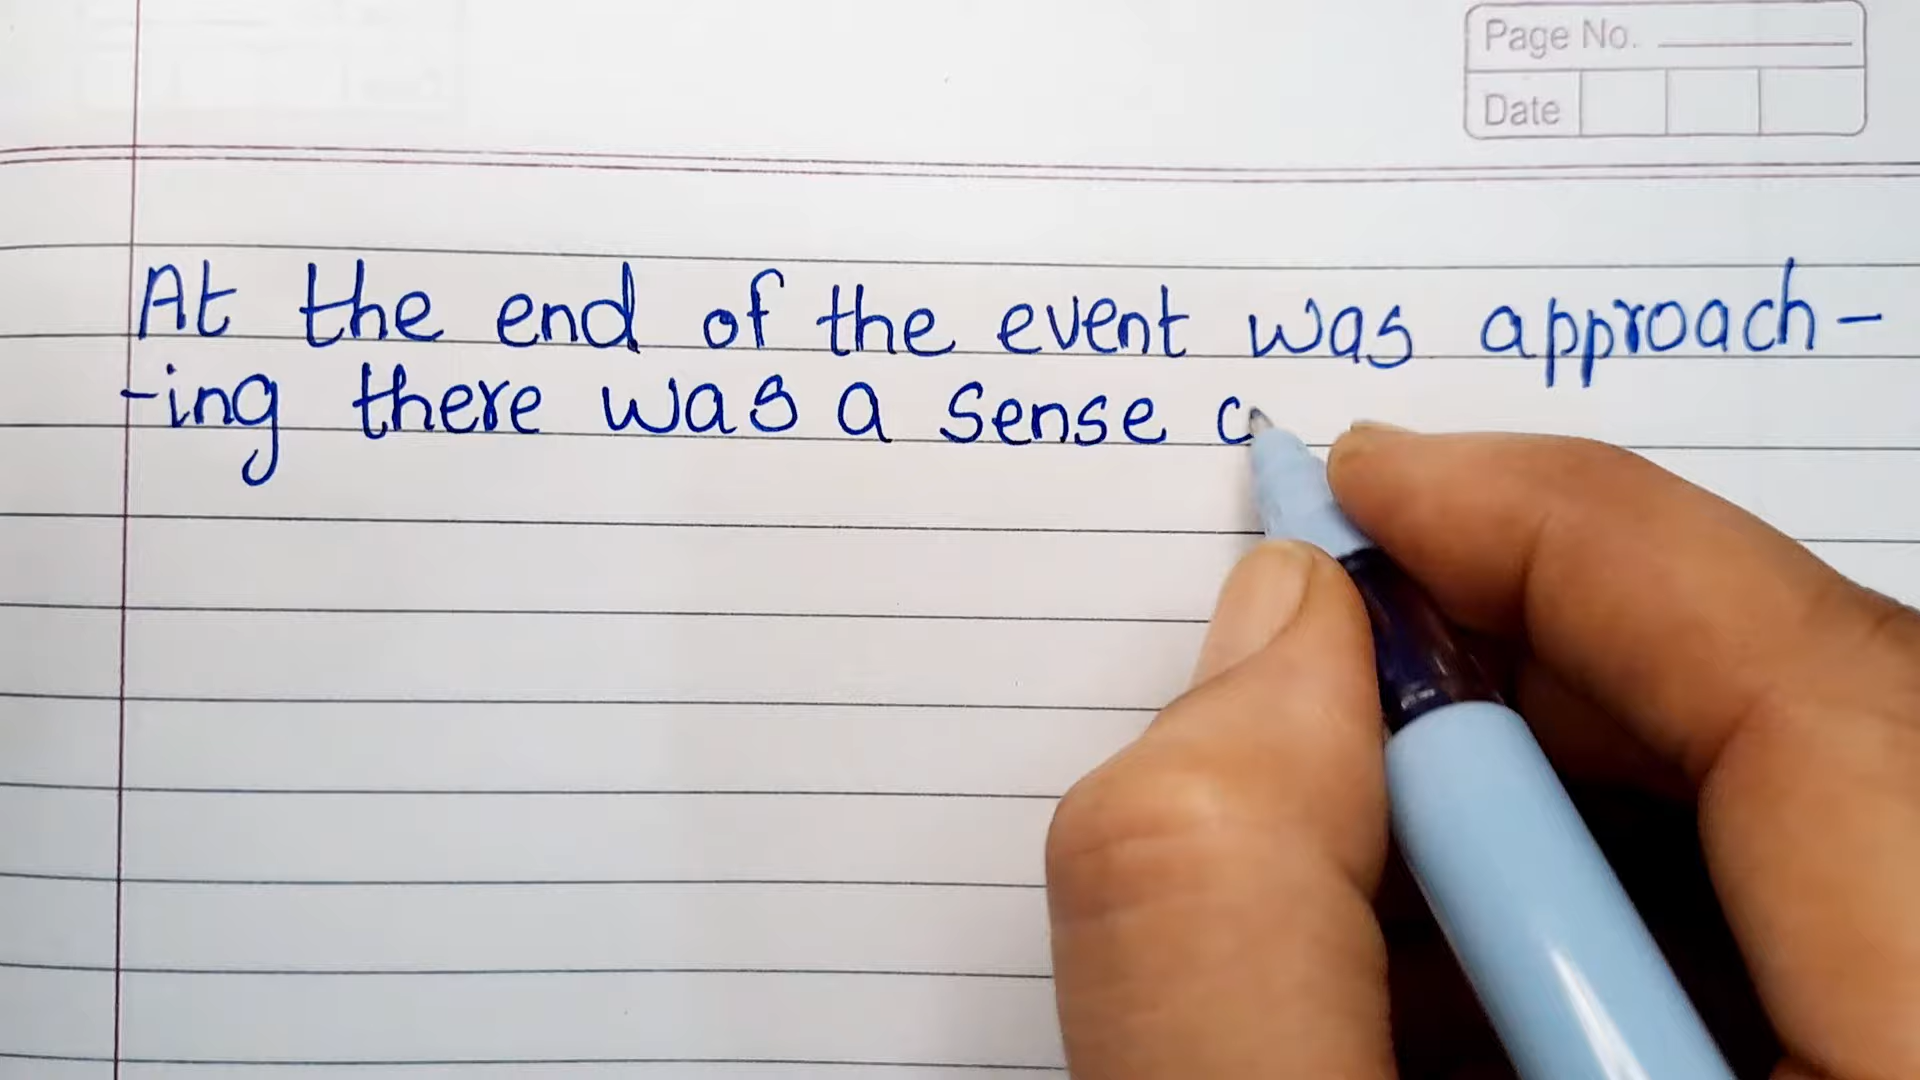 Page No.
Date
At the end of the event was approach-
-ing there was a sense